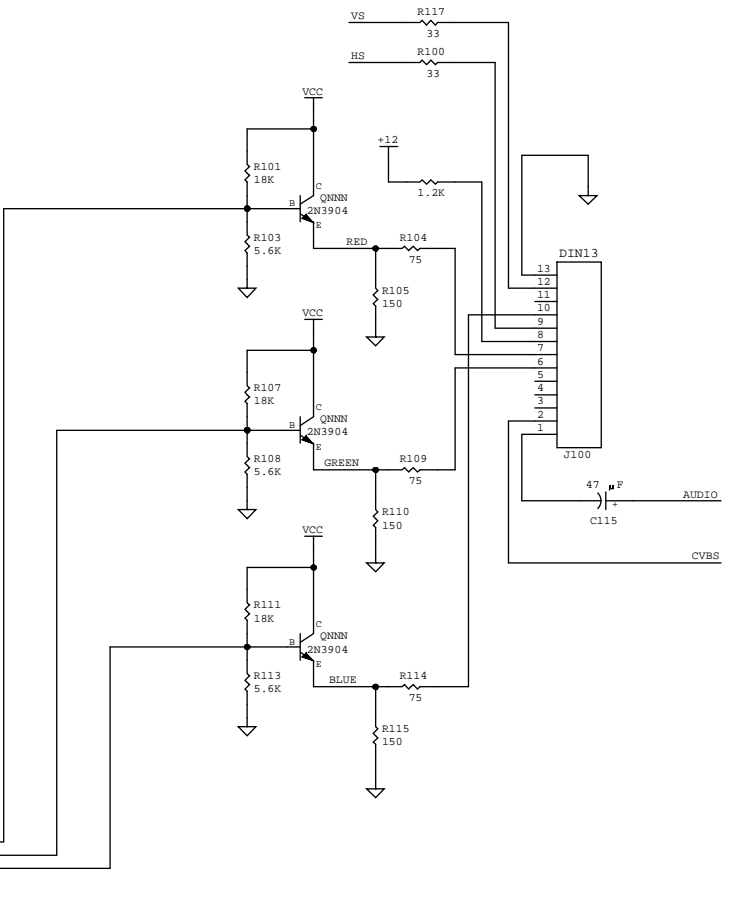 VS
R117
33
HS
R100
33
VCC
+12
1.2K
R101
18K
C
QNNN
B
2N3904
E
R103
5.6K
RED
R104
75
R105
150
DIN13
13
12
11
10
9
8
7
6
5
4
3
2
1
J100
VCC
R107
18K
C
QNNN
B
2N3904
E
R108
5.6K
GREEN
R109
75
R110
150
47 µF
+
C115
AUDIO
CVBS
VCC
R111
18K
C
QNNN
B
2N3904
E
R113
5.6K
BLUE
R114
75
R115
150